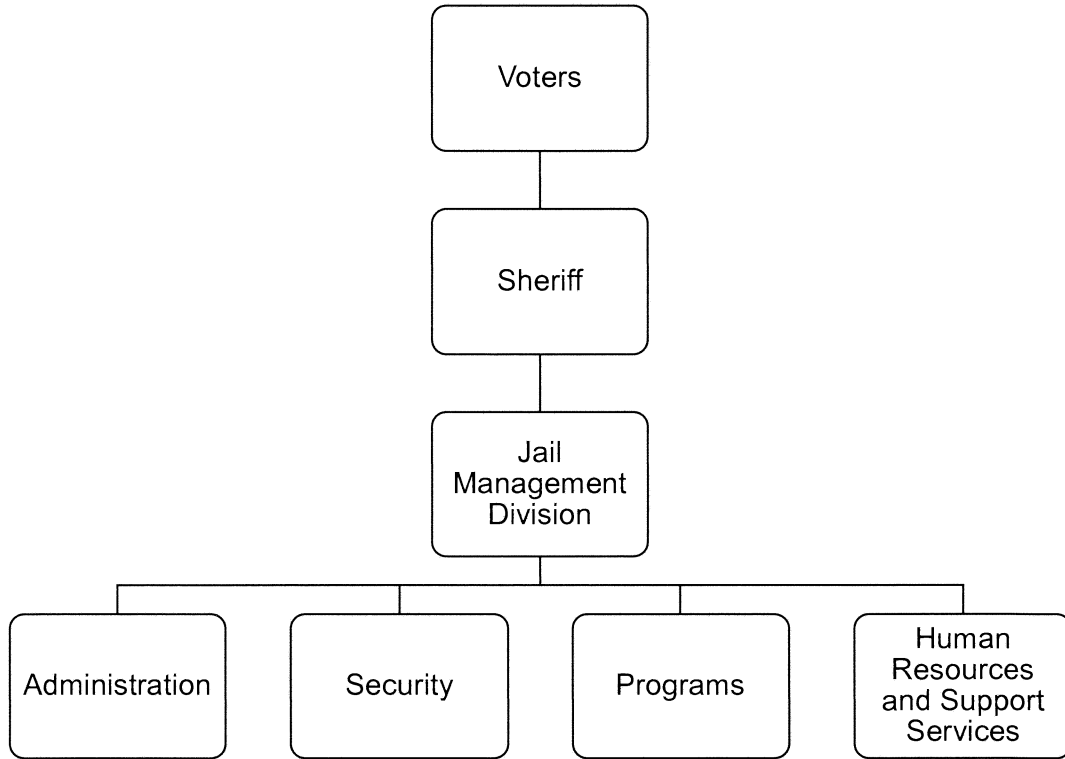 Voters
Sheriff
Jail
Management
Division
Administration
Security
Programs
Human
Resources
and Support
Services